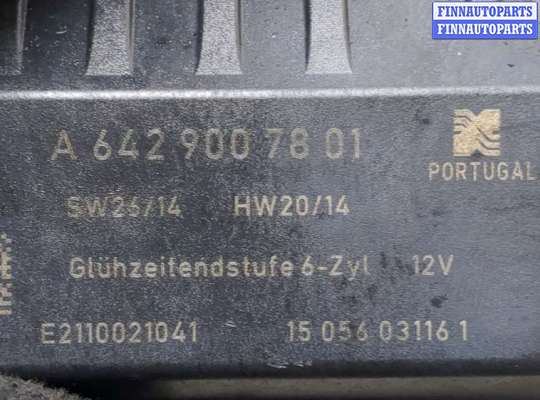 FINNAUTOPARTS
FINNAUTOPARTS
A 642 900 78 01
PORTUGAL
SW26/14 HW20/14
Glühzeitendstufe 6-Zyl 12V
E2110021041 15 056 03116 1